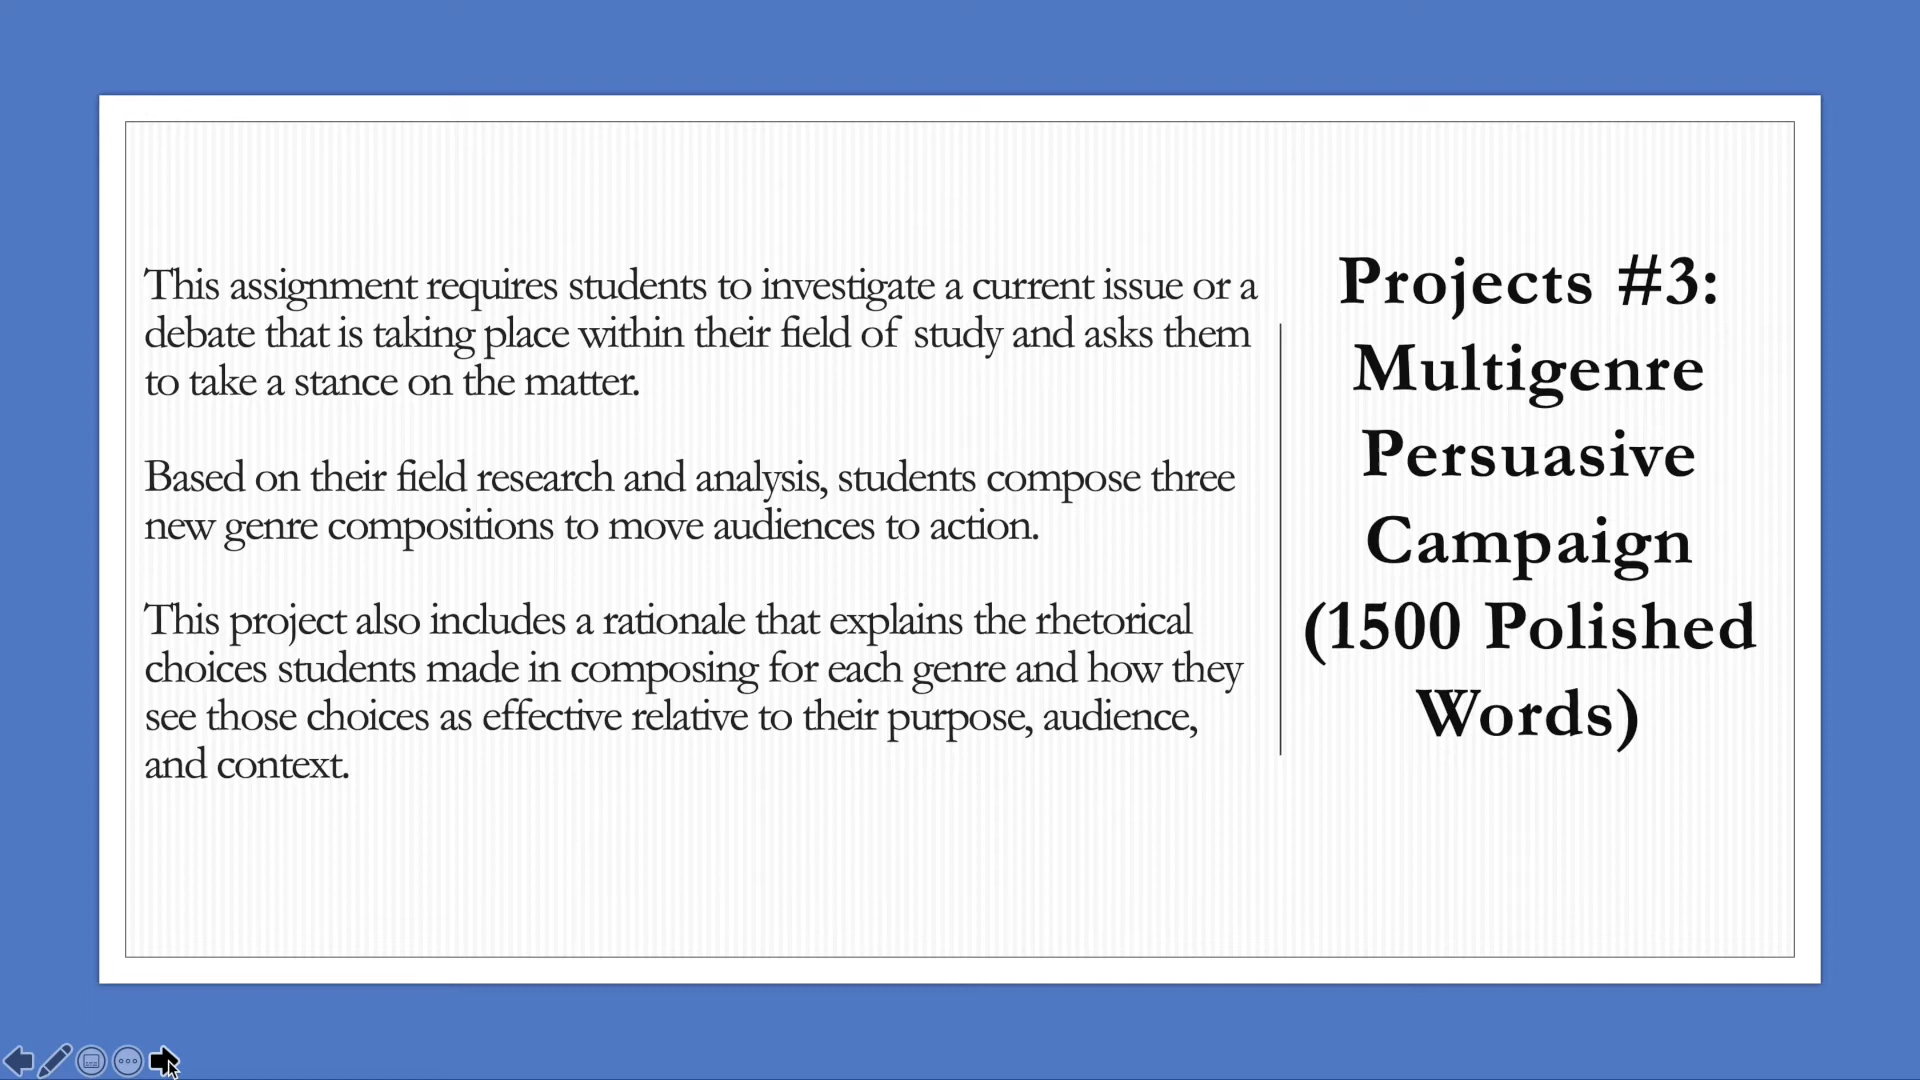 This assignment requires students to investigate a current issue or a
debate that is taking place within their field of study and asks them
to take a stance on the matter.
Based on their field research and analysis, students compose three
new genre compositions to move audiences to action.
This project also includes a rationale that explains the rhetorical
choices students made in composing for each genre and how they
see those choices as effective relative to their purpose, audience,
and context.
Projects #3:
Multigenre
Persuasive
Campaign
(1500 Polished
Words)